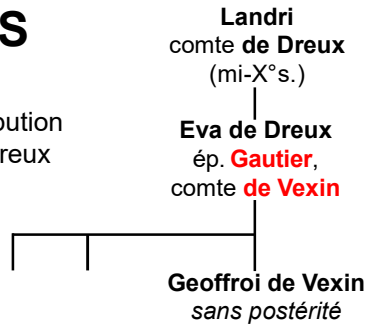 S
reux
Landri
comte de Dreux
(mi-X°s.)
Eva de Dreux
ép. Gautier,
comte de Vexin
Geoffroi de Vexin
sans postérité